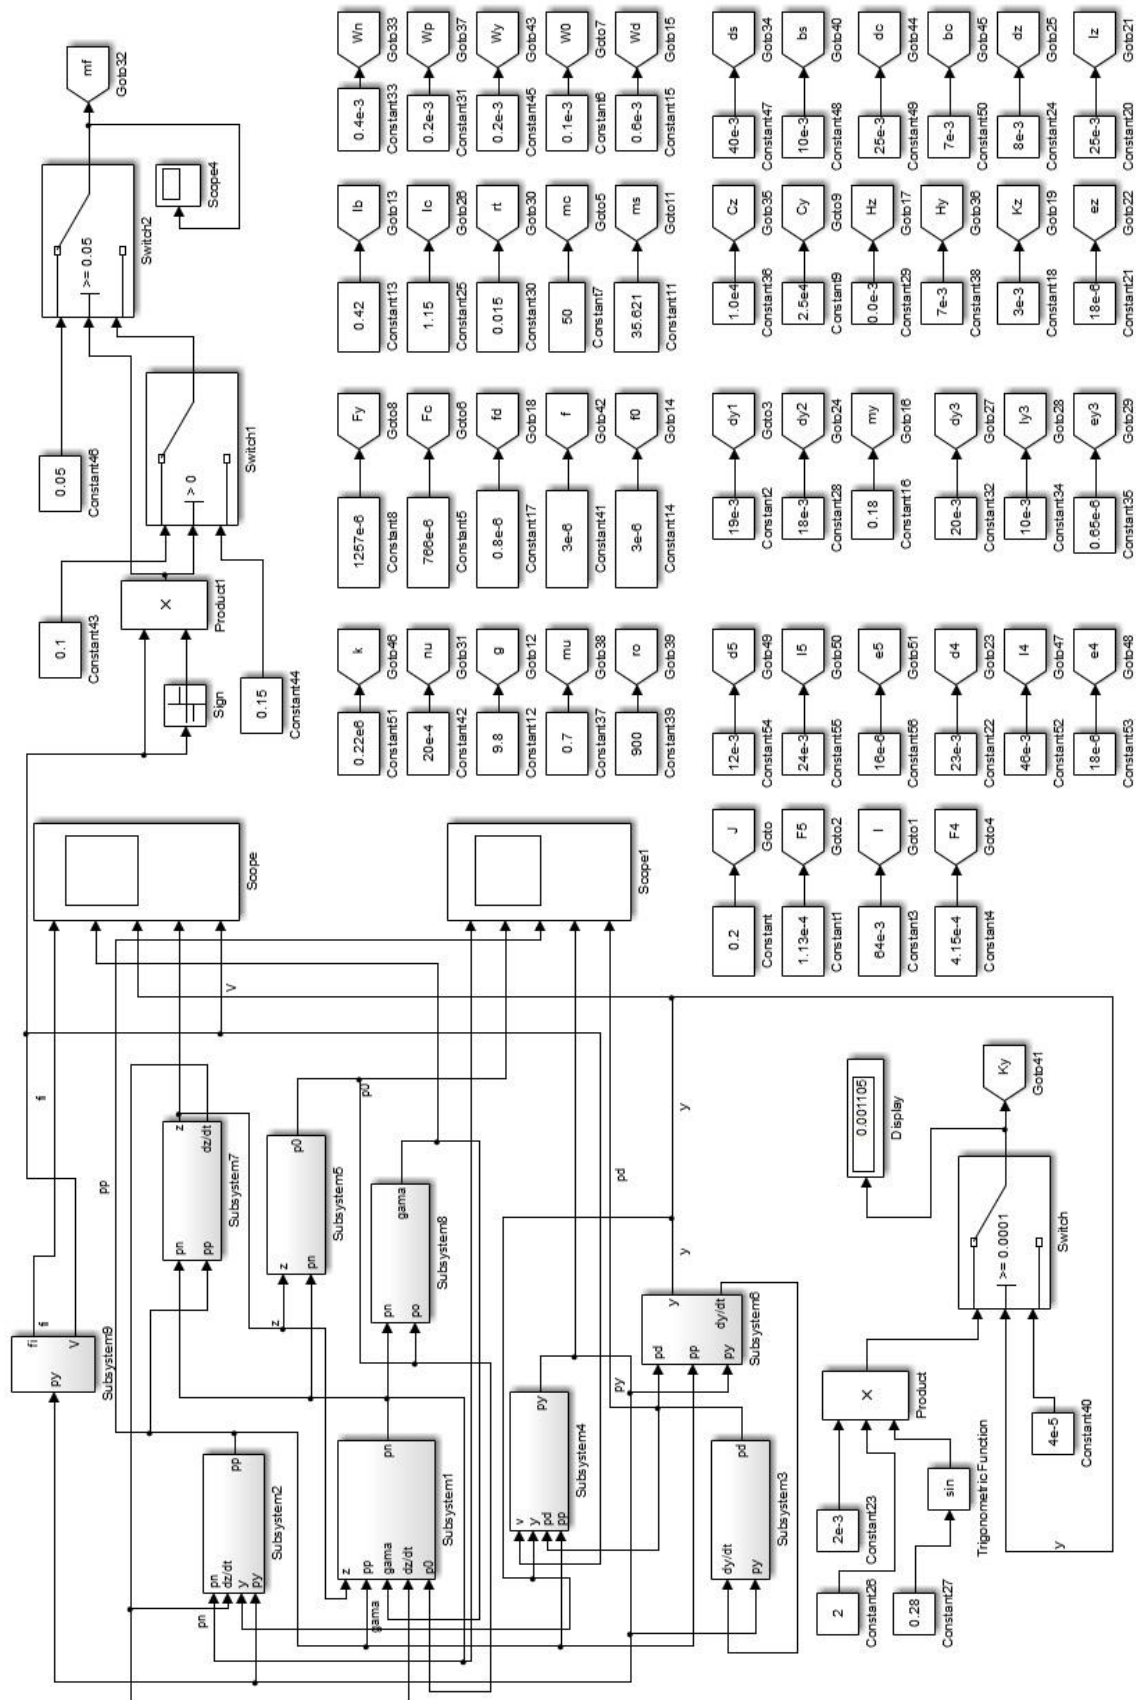 fi
py
V
Subsystem9
fi
fi
pp
pn
dz/dt
y
py
pp
Subsystem2
pn
pn
pp
z
dz/dt
Subsystem7
z
V
Scope
z
pp
gama
dz/dt
p0
pn
Subsystem1
gama
z
pn
p0
Subsystem5
z
p0
pn
po
gama
Subsystem8
v
y
pd
pp
py
Subsystem4
py
pd
Scope1
dy/dt
py
pd
Subsystem3
pd
pp
py
y
dy/dt
Subsystem6
y
y
2
Constant26
2e-3
Constant23
0.28
Constant27
sin
TrigonometricFunction
×
Product
4e-5
Constant40
y
>= 0.0001
Switch
0.001105
Display
Ky
Goto41
Sign
×
Product1
0.1
Constant43
0.15
Constant44
> 0
Switch1
0.05
Constant46
>= 0.05
Switch2
Scope4
mf
Goto32
0.22e6
Constant51
k
Goto46
1257e-6
Constant8
Fy
Goto8
0.42
Constant13
Ib
Goto13
0.4e-3
Constant33
Wn
Goto33
20e-4
Constant42
nu
Goto31
766e-6
Constant5
Fc
Goto6
1.15
Constant25
Ic
Goto26
0.2e-3
Constant31
Wp
Goto37
9.8
Constant12
g
Goto12
0.8e-6
Constant17
fd
Goto18
0.015
Constant30
rt
Goto30
0.2e-3
Constant45
Wy
Goto43
0.7
Constant37
mu
Goto38
3e-6
Constant41
f
Goto42
50
Constant7
mc
Goto5
0.1e-3
Constant6
W0
Goto7
900
Constant39
ro
Goto39
3e-6
Constant14
f0
Goto14
35.621
Constant11
ms
Goto11
0.6e-3
Constant15
Wd
Goto15
0.2
Constant
J
Goto
12e-3
Constant54
d5
Goto49
19e-3
Constant2
dy1
Goto3
1.0e4
Constant36
Cz
Goto35
40e-3
Constant47
ds
Goto34
1.13e-4
Constant1
F5
Goto2
24e-3
Constant55
l5
Goto50
18e-3
Constant28
dy2
Goto24
2.5e4
Constant9
Cy
Goto9
10e-3
Constant48
bs
Goto40
64e-3
Constant3
l
Goto1
16e-6
Constant56
e5
Goto51
0.18
Constant16
my
Goto16
0.0e-3
Constant29
Hz
Goto17
25e-3
Constant49
dc
Goto44
4.15e-4
Constant4
F4
Goto4
23e-3
Constant22
d4
Goto23
20e-3
Constant32
dy3
Goto27
7e-3
Constant38
Hy
Goto36
7e-3
Constant50
bc
Goto45
46e-3
Constant52
l4
Goto47
10e-3
Constant34
ly3
Goto28
3e-3
Constant18
Kz
Goto19
8e-3
Constant24
dz
Goto25
18e-6
Constant53
e4
Goto48
0.65e-6
Constant35
ey3
Goto29
18e-6
Constant21
ez
Goto22
25e-3
Constant20
lz
Goto21